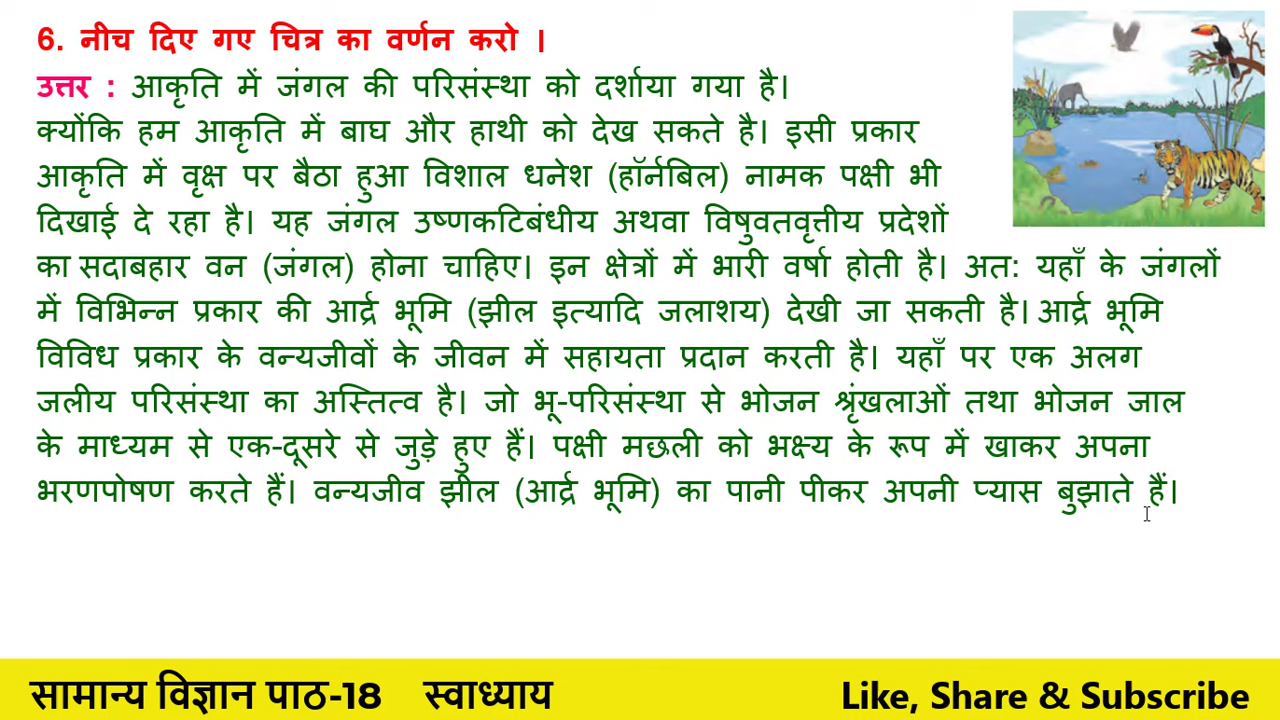 6. नीच दिए गए चित्र का वर्णन करो ।
उत्तर : आकृति में जंगल की परिसंस्था को दर्शाया गया है।
क्योंकि हम आकृति में बाघ और हाथी को देख सकते है। इसी प्रकार
आकृति में वृक्ष पर बैठा हुआ विशाल धनेश (हॉर्नबिल) नामक पक्षी भी
दिखाई दे रहा है। यह जंगल उष्णकटिबंधीय अथवा विषुवतवृत्तीय प्रदेशों
का सदाबहार वन (जंगल) होना चाहिए। इन क्षेत्रों में भारी वर्षा होती है। अत: यहाँ के जंगलों
में विभिन्न प्रकार की आर्द्र भूमि (झील इत्यादि जलाशय) देखी जा सकती है। आर्द्र भूमि
विविध प्रकार के वन्यजीवों के जीवन में सहायता प्रदान करती है। यहाँ पर एक अलग
जलीय परिसंस्था का अस्तित्व है। जो भू-परिसंस्था से भोजन श्रृंखलाओं तथा भोजन जाल
के माध्यम से एक-दूसरे से जुड़े हुए हैं। पक्षी मछली को भक्ष्य के रूप में खाकर अपना
भरणपोषण करते हैं। वन्यजीव झील (आर्द्र भूमि) का पानी पीकर अपनी प्यास बुझाते हैं।
सामान्य विज्ञान पाठ-18 स्वाध्याय Like, Share & Subscribe